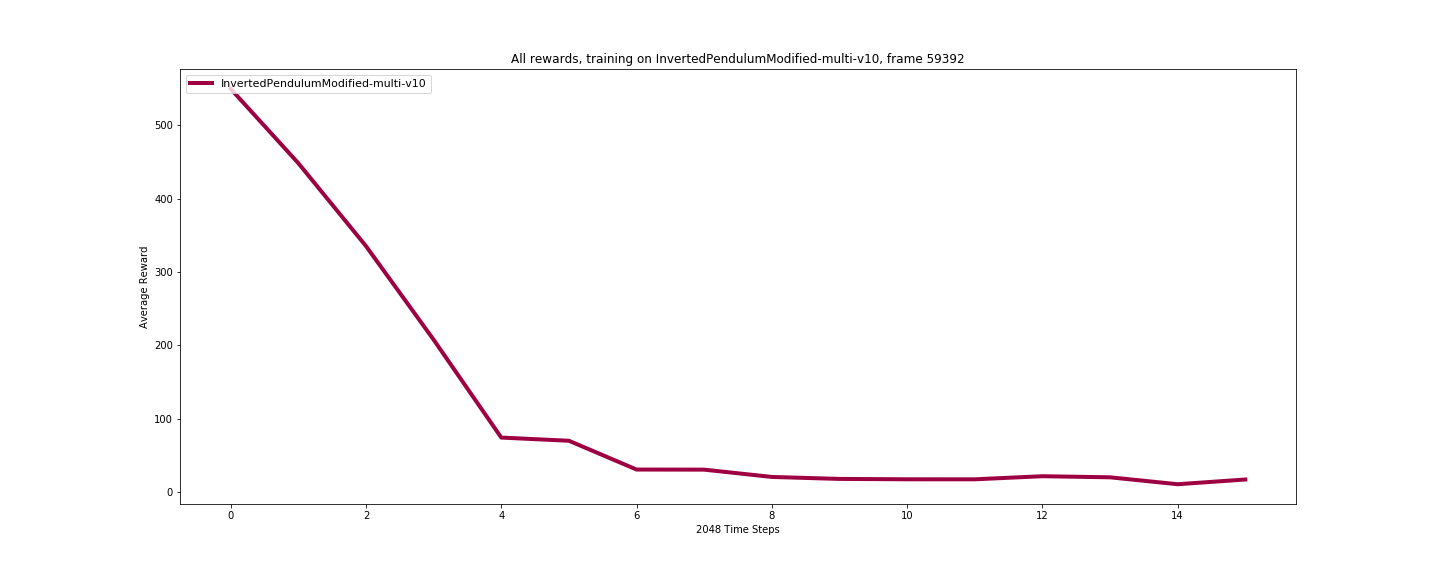 All rewards, training on InvertedPendulumModified-multi-v10, frame 59392
InvertedPendulumModified-multi-v10
500
400
300
200
100
0
Average Reward
0 2 4 6 8 10 12 14
2048 Time Steps